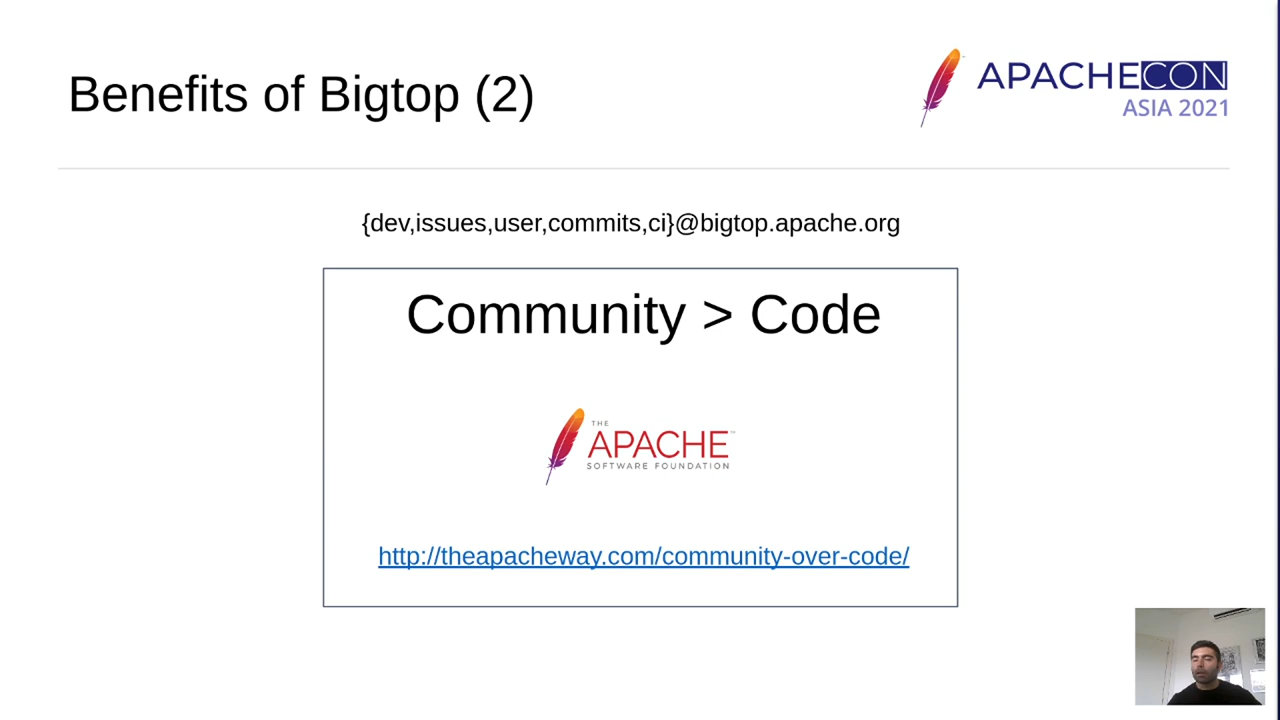 Benefits of Bigtop (2)
APACHECON
ASIA 2021
{dev,issues,user,commits,ci}@bigtop.apache.org
Community > Code
THE
APACHE™
SOFTWARE FOUNDATION
http://theapacheway.com/community-over-code/